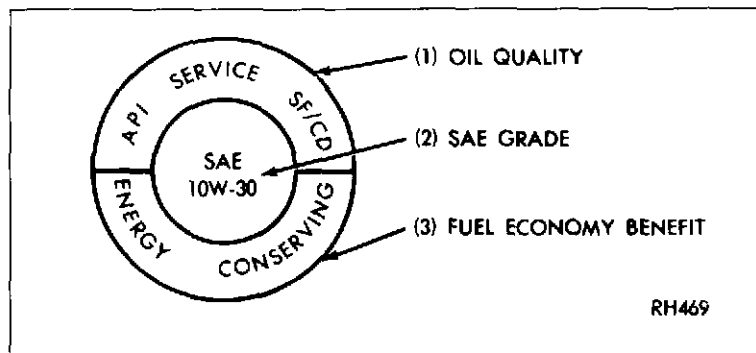 API SERVICE SF/CD
SAE
10W-30
ENERGY CONSERVING
(1) OIL QUALITY
(2) SAE GRADE
(3) FUEL ECONOMY BENEFIT
RH469